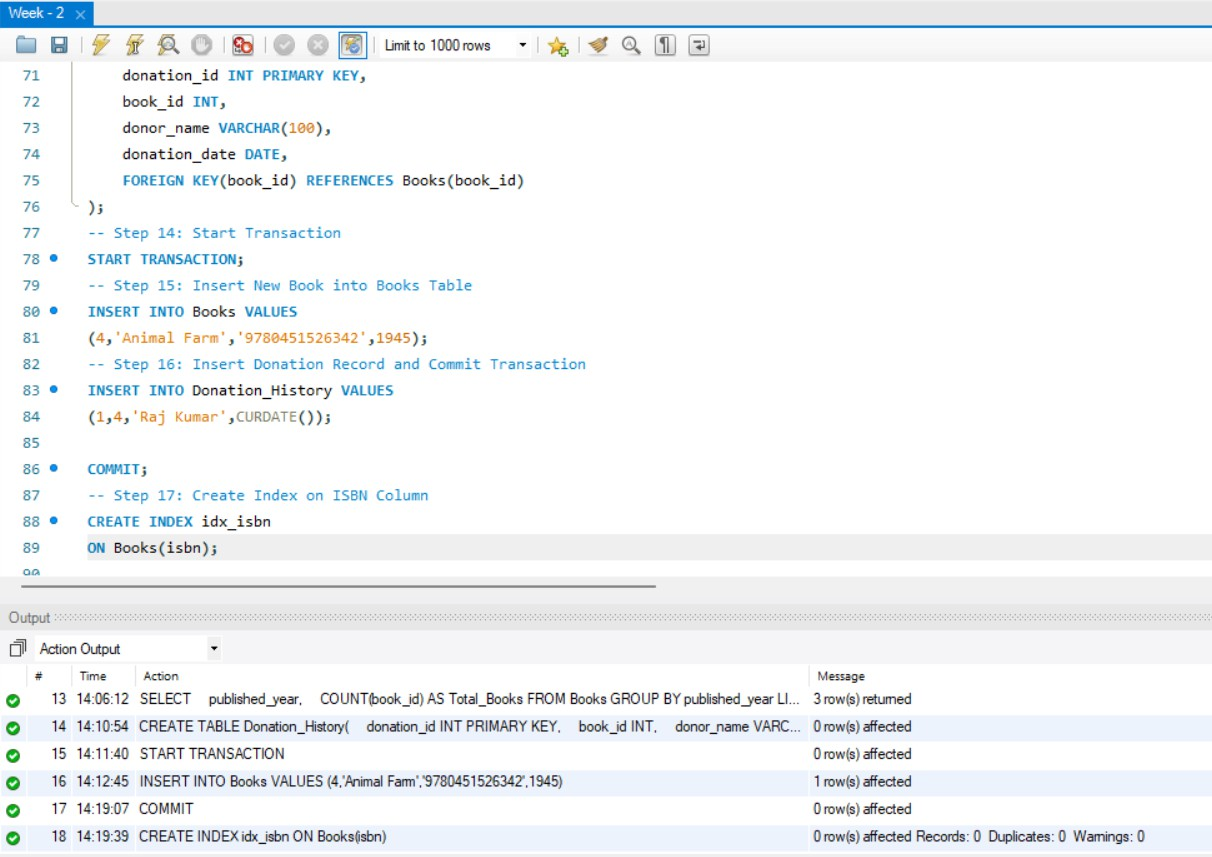 Week - 2
Limit to 1000 rows
71 donation_id INT PRIMARY KEY,
72 book_id INT,
73 donor_name VARCHAR(100),
74 donation_date DATE,
75 FOREIGN KEY(book_id) REFERENCES Books(book_id)
76 );
77 -- Step 14: Start Transaction
78 START TRANSACTION;
79 -- Step 15: Insert New Book into Books Table
80 INSERT INTO Books VALUES
81 (4,'Animal Farm','9780451526342',1945);
82 -- Step 16: Insert Donation Record and Commit Transaction
83 INSERT INTO Donation_History VALUES
84 (1,4,'Raj Kumar',CURDATE());
85
86 COMMIT;
87 -- Step 17: Create Index on ISBN Column
88 CREATE INDEX idx_isbn
89 ON Books(isbn);
90
Output
Action Output
# Time Action Message
13 14:06:12 SELECT published_year, COUNT(book_id) AS Total_Books FROM Books GROUP BY published_year LI... 3 row(s) returned
14 14:10:54 CREATE TABLE Donation_History( donation_id INT PRIMARY KEY, book_id INT, donor_name VARC... 0 row(s) affected
15 14:11:40 START TRANSACTION 0 row(s) affected
16 14:12:45 INSERT INTO Books VALUES (4,'Animal Farm','9780451526342',1945) 1 row(s) affected
17 14:19:07 COMMIT 0 row(s) affected
18 14:19:39 CREATE INDEX idx_isbn ON Books(isbn) 0 row(s) affected Records: 0 Duplicates: 0 Warnings: 0